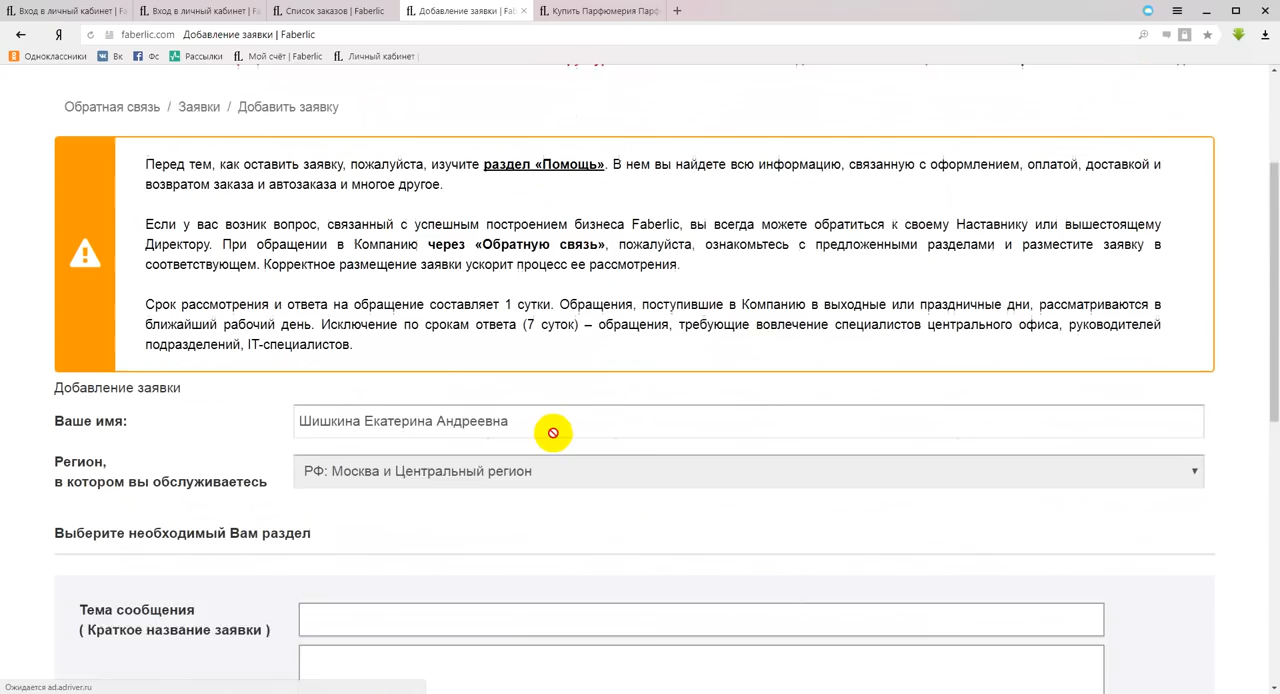 Вход в личный кабинет | Fa
Вход в личный кабинет | Fa
Список заказов | Faberlic
Добавление заявки | Fab
Купить Парфюмерия Парф
faberlic.com Добавление заявки | Faberlic
Одноклассники Вк Фс Рассылки Мой счёт | Faberlic Личный кабинет
Обратная связь / Заявки / Добавить заявку
Перед тем, как оставить заявку, пожалуйста, изучите раздел «Помощь». В нем вы найдете всю информацию, связанную с оформлением, оплатой, доставкой и
возвратом заказа и автозаказа и многое другое.
Если у вас возник вопрос, связанный с успешным построением бизнеса Faberlic, вы всегда можете обратиться к своему Наставнику или вышестоящему
Директору. При обращении в Компанию через «Обратную связь», пожалуйста, ознакомьтесь с предложенными разделами и разместите заявку в
соответствующем. Корректное размещение заявки ускорит процесс ее рассмотрения.
Срок рассмотрения и ответа на обращение составляет 1 сутки. Обращения, поступившие в Компанию в выходные или праздничные дни, рассматриваются в
ближайший рабочий день. Исключение по срокам ответа (7 суток) – обращения, требующие вовлечение специалистов центрального офиса, руководителей
подразделений, IT-специалистов.
Добавление заявки
Ваше имя:
Шишкина Екатерина Андреевна
Регион,
в котором вы обслуживаетесь
РФ: Москва и Центральный регион
Выберите необходимый Вам раздел
Тема сообщения
( Краткое название заявки )
Ожидается ad.adriver.ru